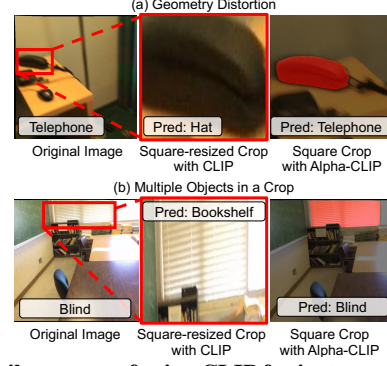 (a) Geometry Distortion
Telephone
Pred: Hat
Pred: Telephone
Original Image
Square-resized Crop
with CLIP
Square Crop
with Alpha-CLIP
(b) Multiple Objects in a Crop
Pred: Bookshelf
Blind
Pred: Blind
Original Image
Square-resized Crop
with CLIP
Square Crop
with Alpha-CLIP